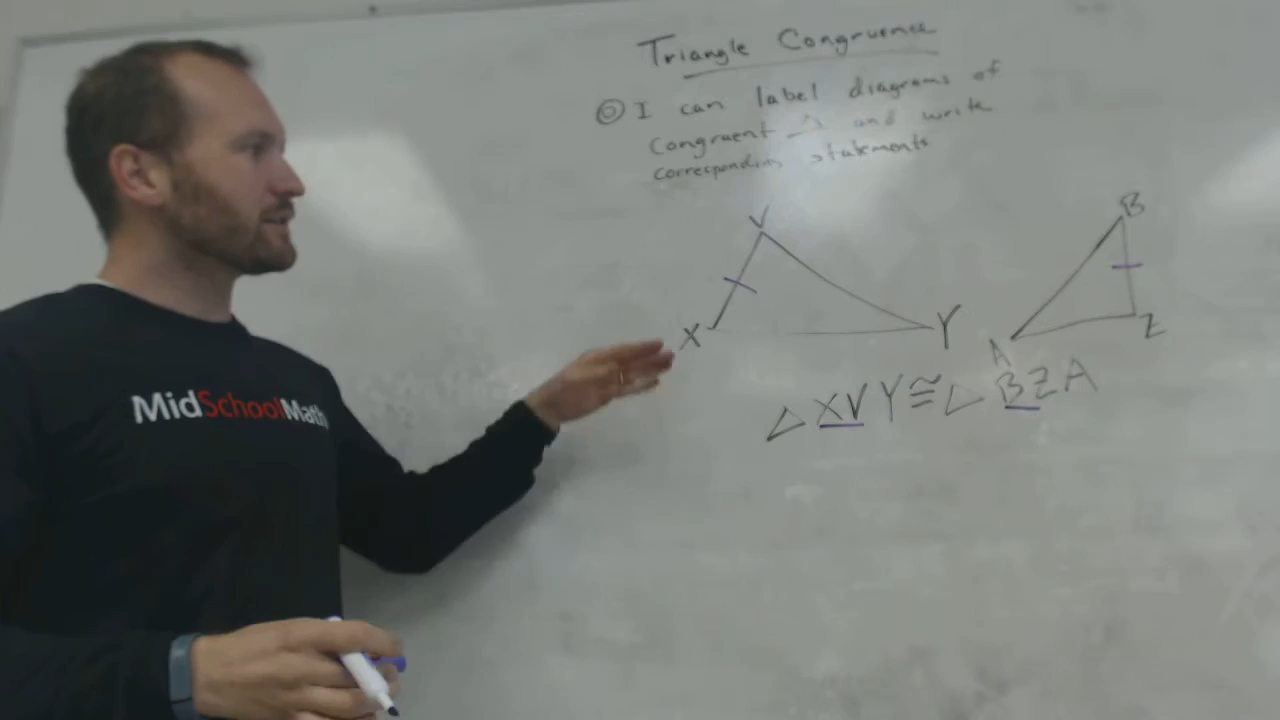 Triangle Congruence
I can label diagrams of
Congruent △ and write
corresponding statements
V
B
X
Y
A
Z
△ XVY ≅ △ BZA
MidSchoolMath